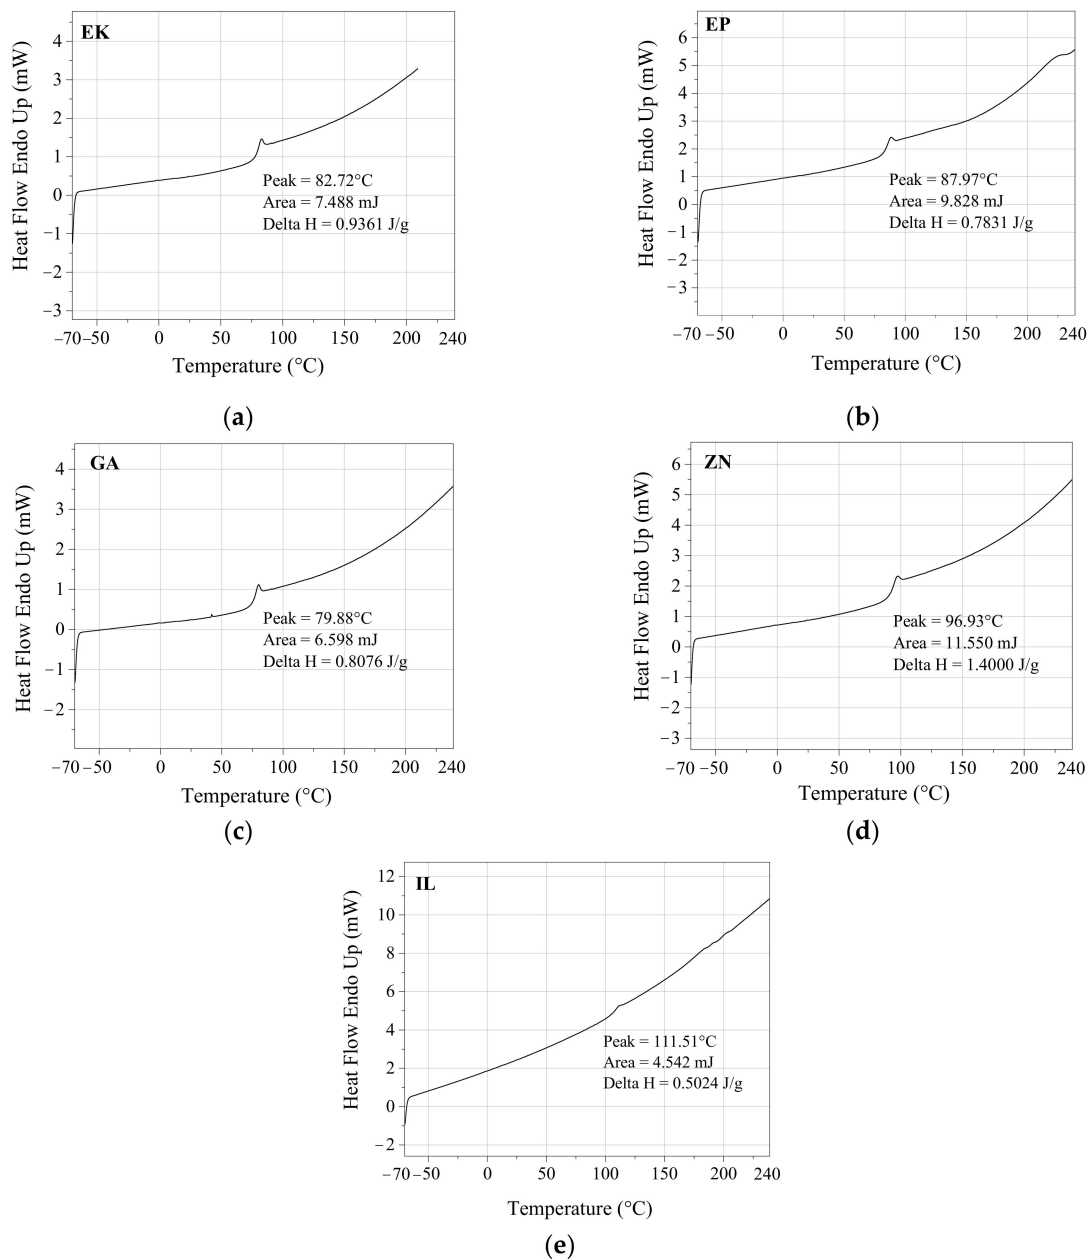 EK
Heat Flow Endo Up (mW)
4
3
2
1
0
−1
−2
−3
Peak = 82.72°C
Area = 7.488 mJ
Delta H = 0.9361 J/g
−70 −50 0 50 100 150 200 240
Temperature (°C)
(a)
EP
Heat Flow Endo Up (mW)
6
5
4
3
2
1
0
−1
−2
−3
Peak = 87.97°C
Area = 9.828 mJ
Delta H = 0.7831 J/g
−70 −50 0 50 100 150 200 240
Temperature (°C)
(b)
GA
Heat Flow Endo Up (mW)
4
3
2
1
0
−1
−2
Peak = 79.88°C
Area = 6.598 mJ
Delta H = 0.8076 J/g
−70 −50 0 50 100 150 200 240
Temperature (°C)
(c)
ZN
Heat Flow Endo Up (mW)
6
5
4
3
2
1
0
−1
−2
−3
Peak = 96.93°C
Area = 11.550 mJ
Delta H = 1.4000 J/g
−70 −50 0 50 100 150 200 240
Temperature (°C)
(d)
IL
Heat Flow Endo Up (mW)
12
10
8
6
4
2
0
−2
Peak = 111.51°C
Area = 4.542 mJ
Delta H = 0.5024 J/g
−70 −50 0 50 100 150 200 240
Temperature (°C)
(e)